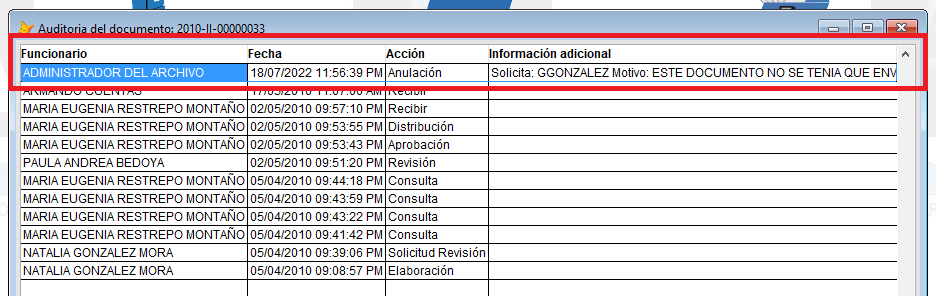 Auditoria del documento: 2010-II-00000033
Funcionario Fecha Acción Información adicional
ADMINISTRADOR DEL ARCHIVO 18/07/2022 11:56:39 PM Anulación Solicita: GGONZALEZ Motivo: ESTE DOCUMENTO NO SE TENIA QUE ENV
ARMANDO CUENTAS 17/05/2010 11:07:00 AM Recibir
MARIA EUGENIA RESTREPO MONTAÑO 02/05/2010 09:57:10 PM Recibir
MARIA EUGENIA RESTREPO MONTAÑO 02/05/2010 09:53:55 PM Distribución
MARIA EUGENIA RESTREPO MONTAÑO 02/05/2010 09:53:43 PM Aprobación
PAULA ANDREA BEDOYA 02/05/2010 09:51:20 PM Revisión
MARIA EUGENIA RESTREPO MONTAÑO 05/04/2010 09:44:18 PM Consulta
MARIA EUGENIA RESTREPO MONTAÑO 05/04/2010 09:43:59 PM Consulta
MARIA EUGENIA RESTREPO MONTAÑO 05/04/2010 09:43:22 PM Consulta
MARIA EUGENIA RESTREPO MONTAÑO 05/04/2010 09:41:42 PM Consulta
NATALIA GONZALEZ MORA 05/04/2010 09:39:06 PM Solicitud Revisión
NATALIA GONZALEZ MORA 05/04/2010 09:08:57 PM Elaboración